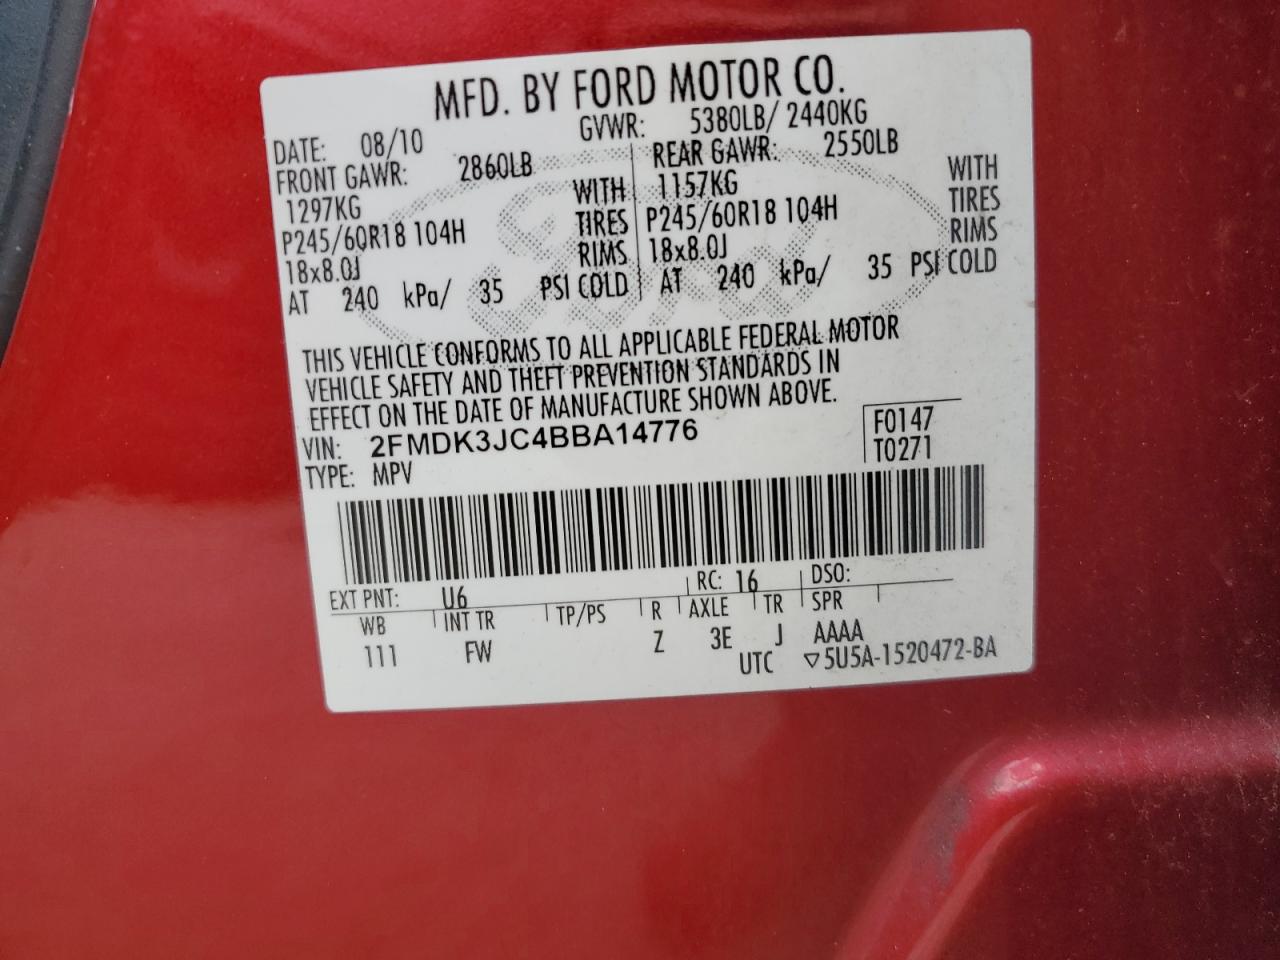 MFD. BY FORD MOTOR CO.
DATE: 08/10 GVWR: 5380LB/ 2440KG
FRONT GAWR: 2860LB REAR GAWR: 2550LB
1297KG WITH 1157KG WITH
P245/60R18 104H TIRES P245/60R18 104H TIRES
18x8.0J RIMS 18x8.0J RIMS
AT 240 kPa/ 35 PSI COLD AT 240 kPa/ 35 PSI COLD
THIS VEHICLE CONFORMS TO ALL APPLICABLE FEDERAL MOTOR
VEHICLE SAFETY AND THEFT PREVENTION STANDARDS IN
EFFECT ON THE DATE OF MANUFACTURE SHOWN ABOVE.
VIN: 2FMDK3JC4BBA14776 F0147
TYPE: MPV T0271
EXT PNT: U6 RC: 16 DSO:
WB INT TR TP/PS R AXLE TR SPR
111 FW Z 3E J AAAA
UTC ▽5U5A-1520472-BA